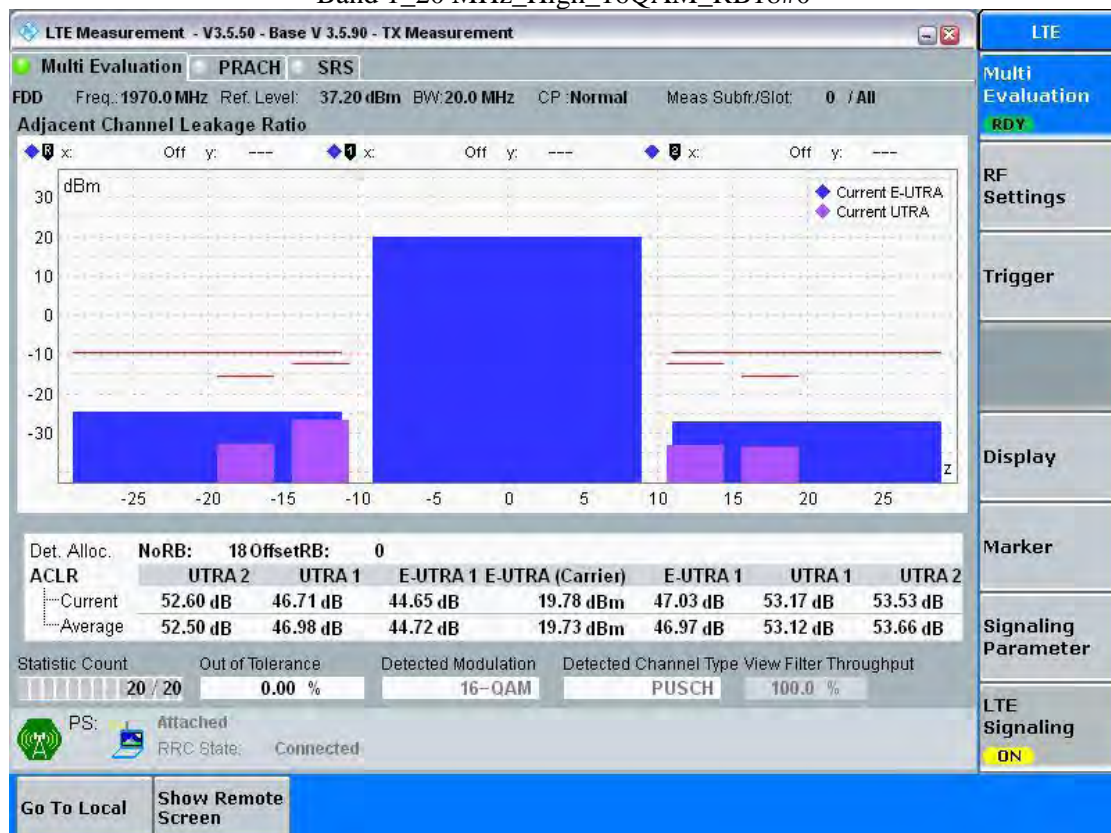 LTE Measurement - V3.5.50 - Base V 3.5.90 - TX Measurement
Multi Evaluation PRACH SRS
FDD Freq.: 1970.0 MHz Ref. Level: 37.20 dBm BW: 20.0 MHz CP : Normal Meas Subfr./Slot: 0 / All
Adjacent Channel Leakage Ratio
R x: Off y: --- 1 x: Off y: --- 2 x: Off y: ---
dBm
Current E-UTRA
Current UTRA
30
20
10
0
-10
-20
-30
z
-25 -20 -15 -10 -5 0 5 10 15 20 25
Det. Alloc. NoRB: 18 OffsetRB: 0
ACLR UTRA 2 UTRA 1 E-UTRA 1 E-UTRA (Carrier) E-UTRA 1 UTRA 1 UTRA 2
Current 52.60 dB 46.71 dB 44.65 dB 19.78 dBm 47.03 dB 53.17 dB 53.53 dB
Average 52.50 dB 46.98 dB 44.72 dB 19.73 dBm 46.97 dB 53.12 dB 53.66 dB
Statistic Count Out of Tolerance Detected Modulation Detected Channel Type View Filter Throughput
20 / 20 0.00 % 16-QAM PUSCH 100.0 %
PS: Attached
RRC State: Connected
Go To Local
Show Remote
Screen
LTE
Multi
Evaluation
RDY
RF
Settings
Trigger
Display
Marker
Signaling
Parameter
LTE
Signaling
ON